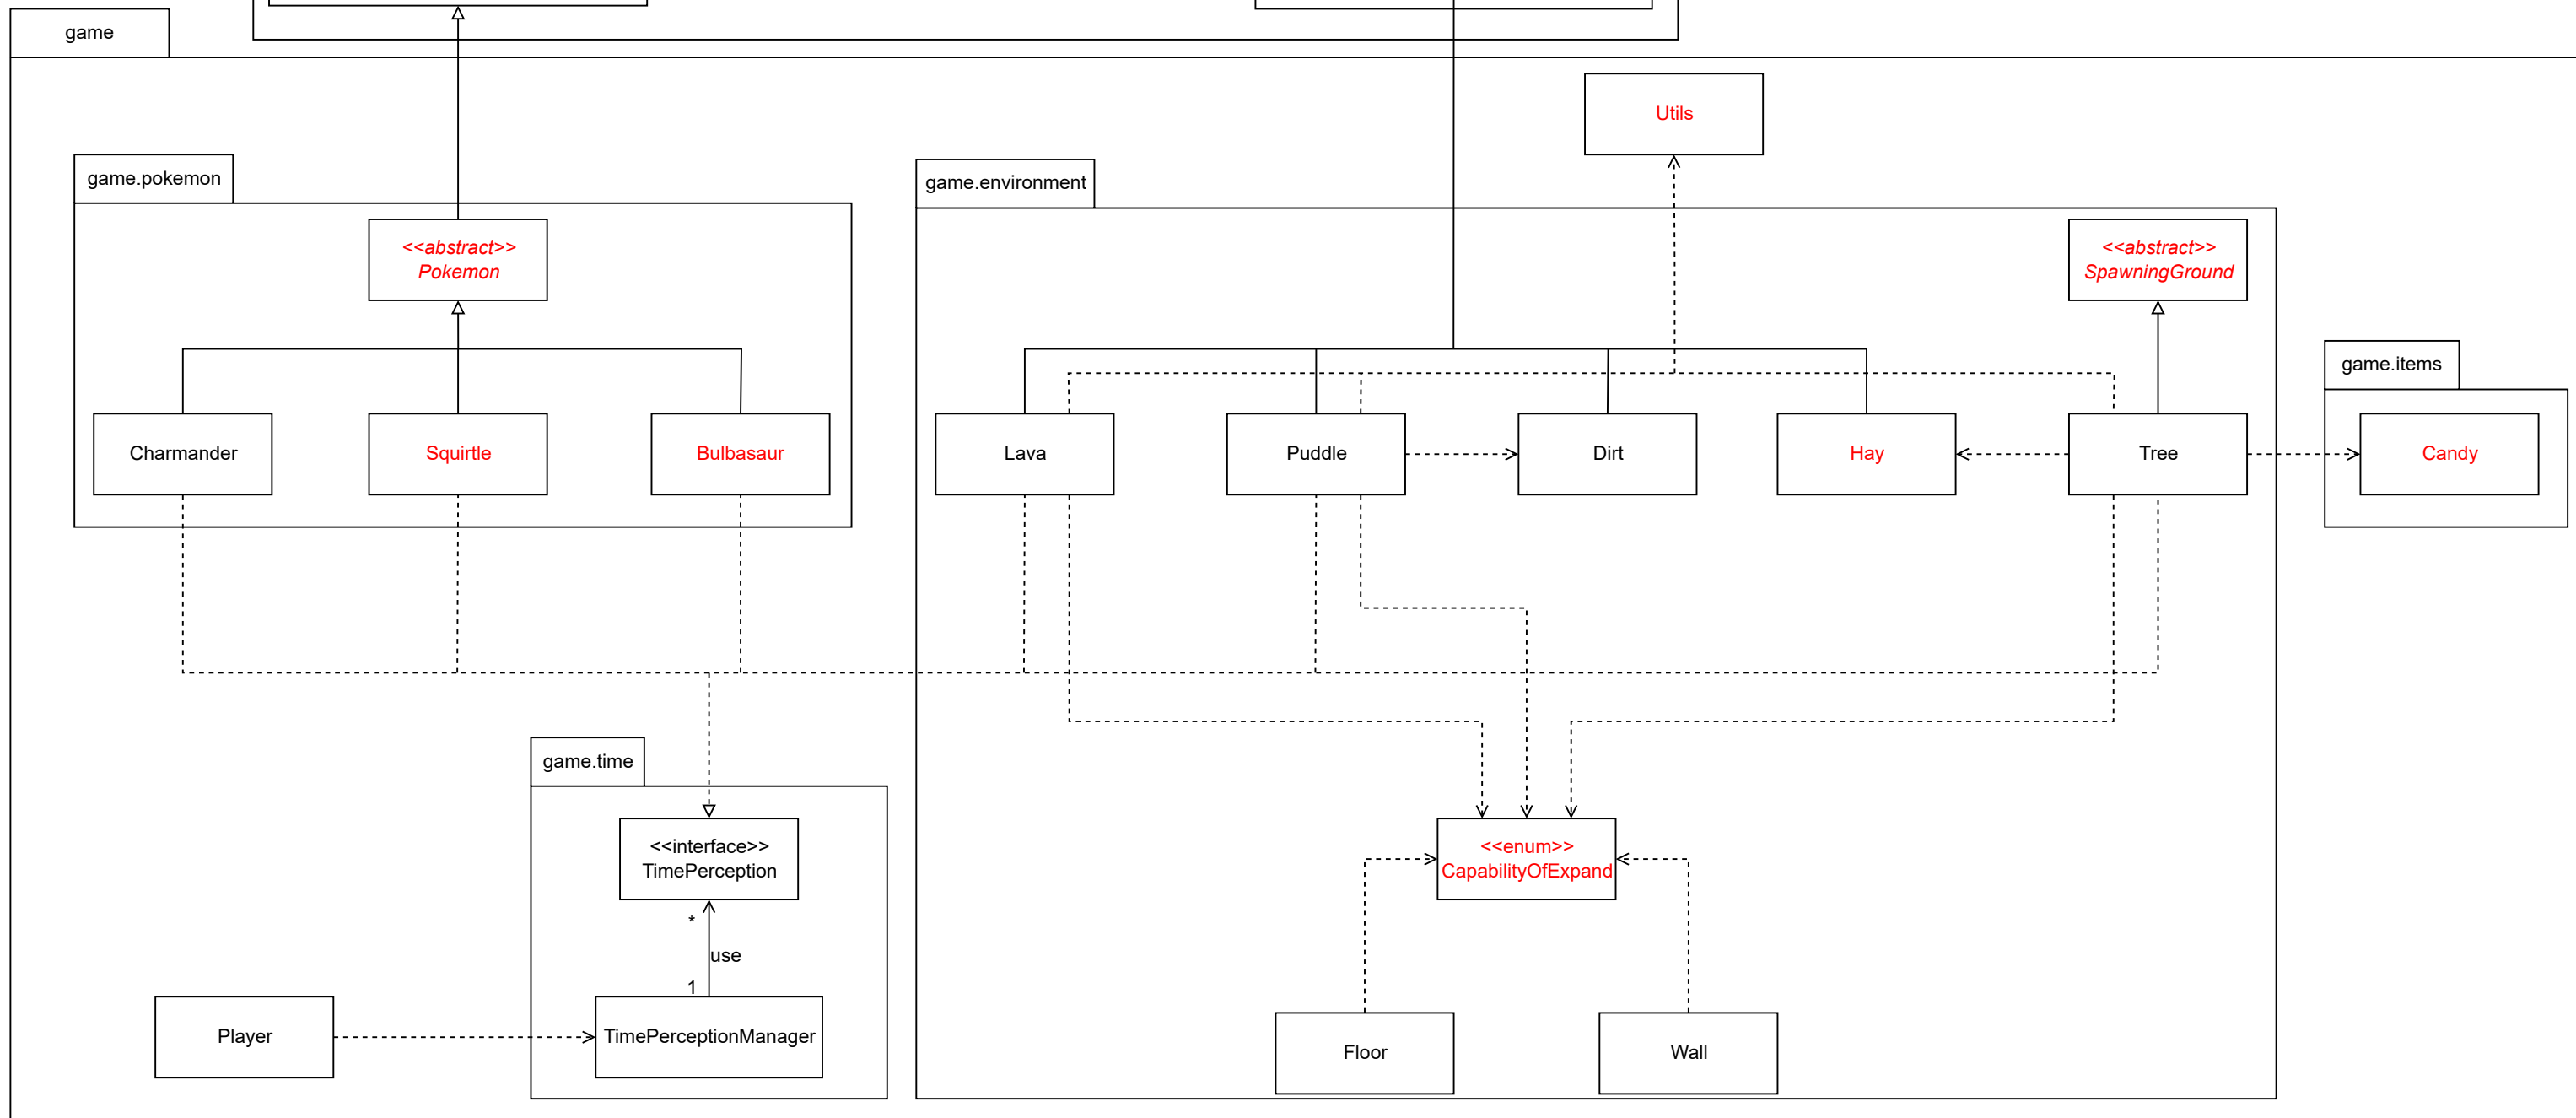 game
Utils
game.pokemon
game.environment
<<abstract>>
Pokemon
<<abstract>>
SpawningGround
game.items
Charmander
Squirtle
Bulbasaur
Lava
Puddle
Dirt
Hay
Tree
Candy
game.time
<<interface>>
TimePerception
<<enum>>
CapabilityOfExpand
*
use
1
Player
TimePerceptionManager
Floor
Wall